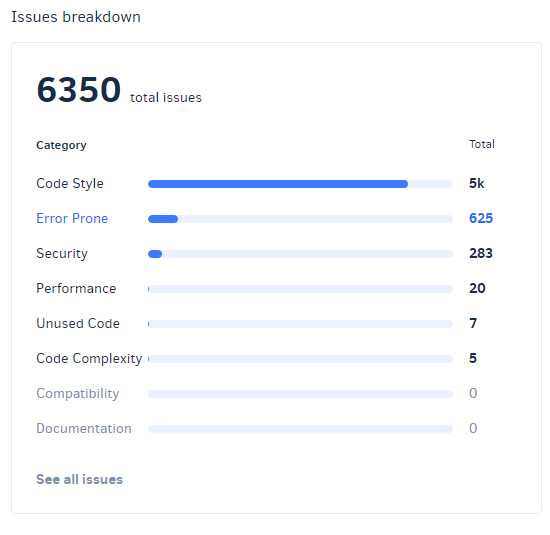 Issues breakdown
6350 total issues
Category Total
Code Style 5k
Error Prone 625
Security 283
Performance 20
Unused Code 7
Code Complexity 5
Compatibility 0
Documentation 0
See all issues